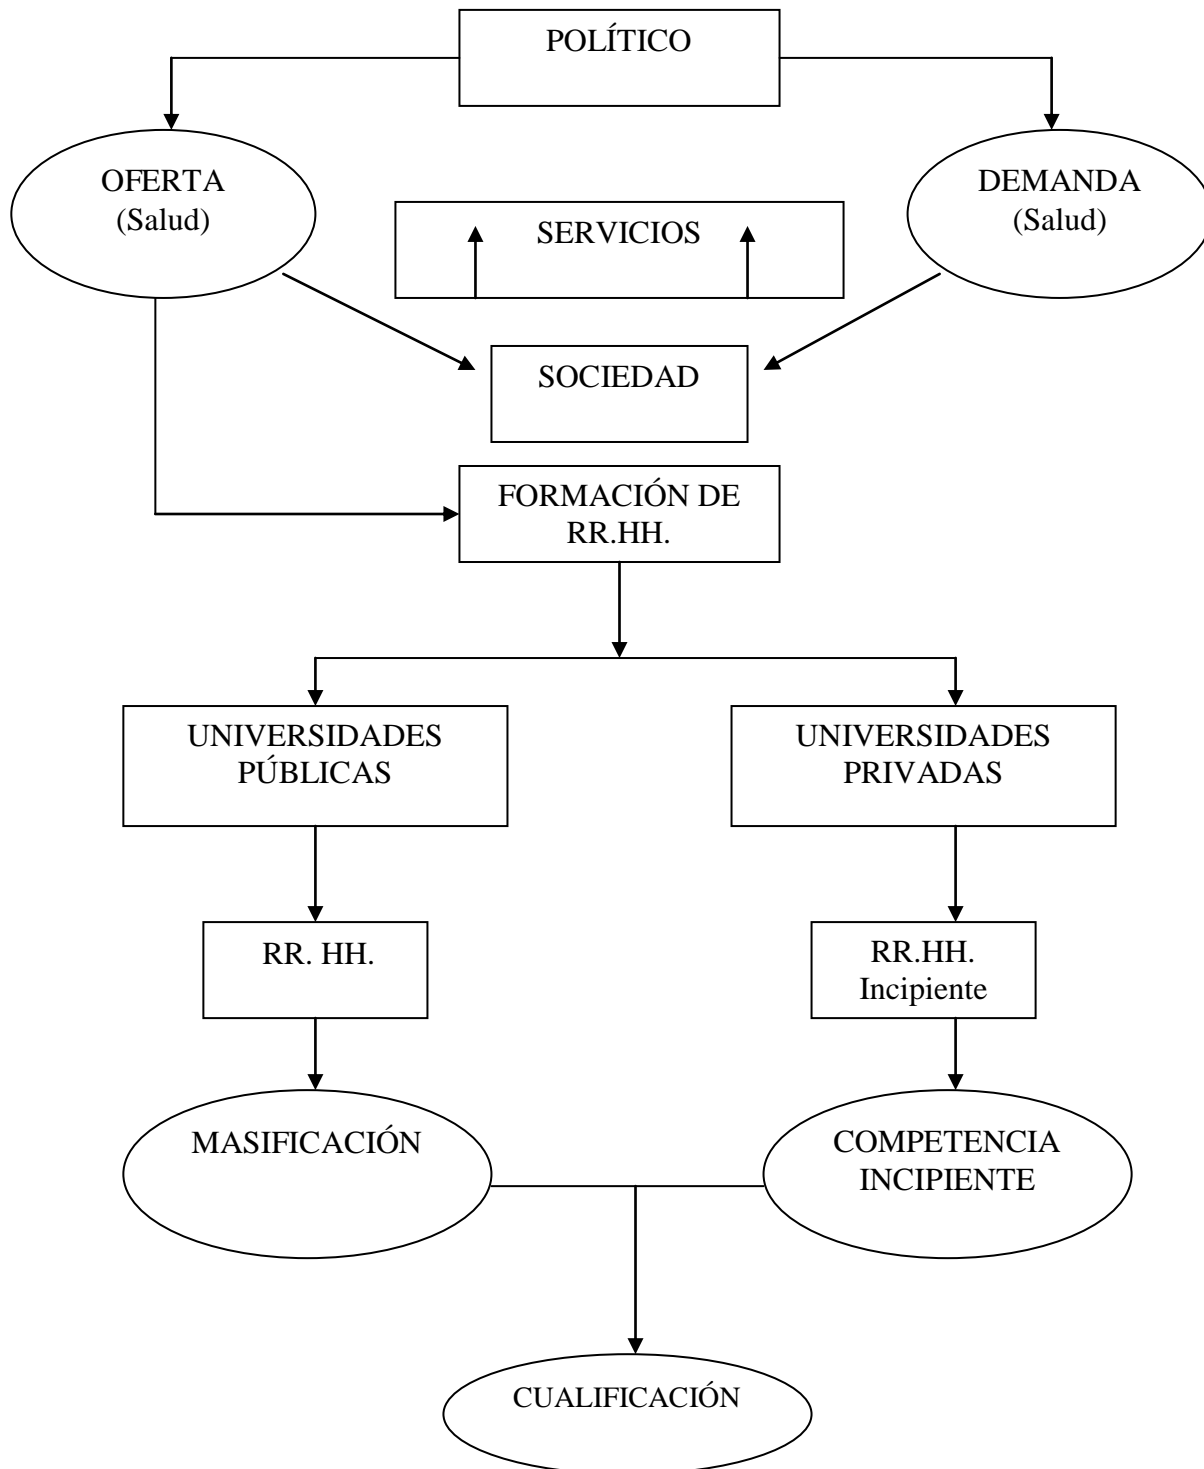 POLÍTICO
OFERTA
(Salud)
DEMANDA
(Salud)
SERVICIOS
SOCIEDAD
FORMACIÓN DE
RR.HH.
UNIVERSIDADES
PÚBLICAS
UNIVERSIDADES
PRIVADAS
RR. HH.
RR.HH.
Incipiente
MASIFICACIÓN
COMPETENCIA
INCIPIENTE
CUALIFICACIÓN